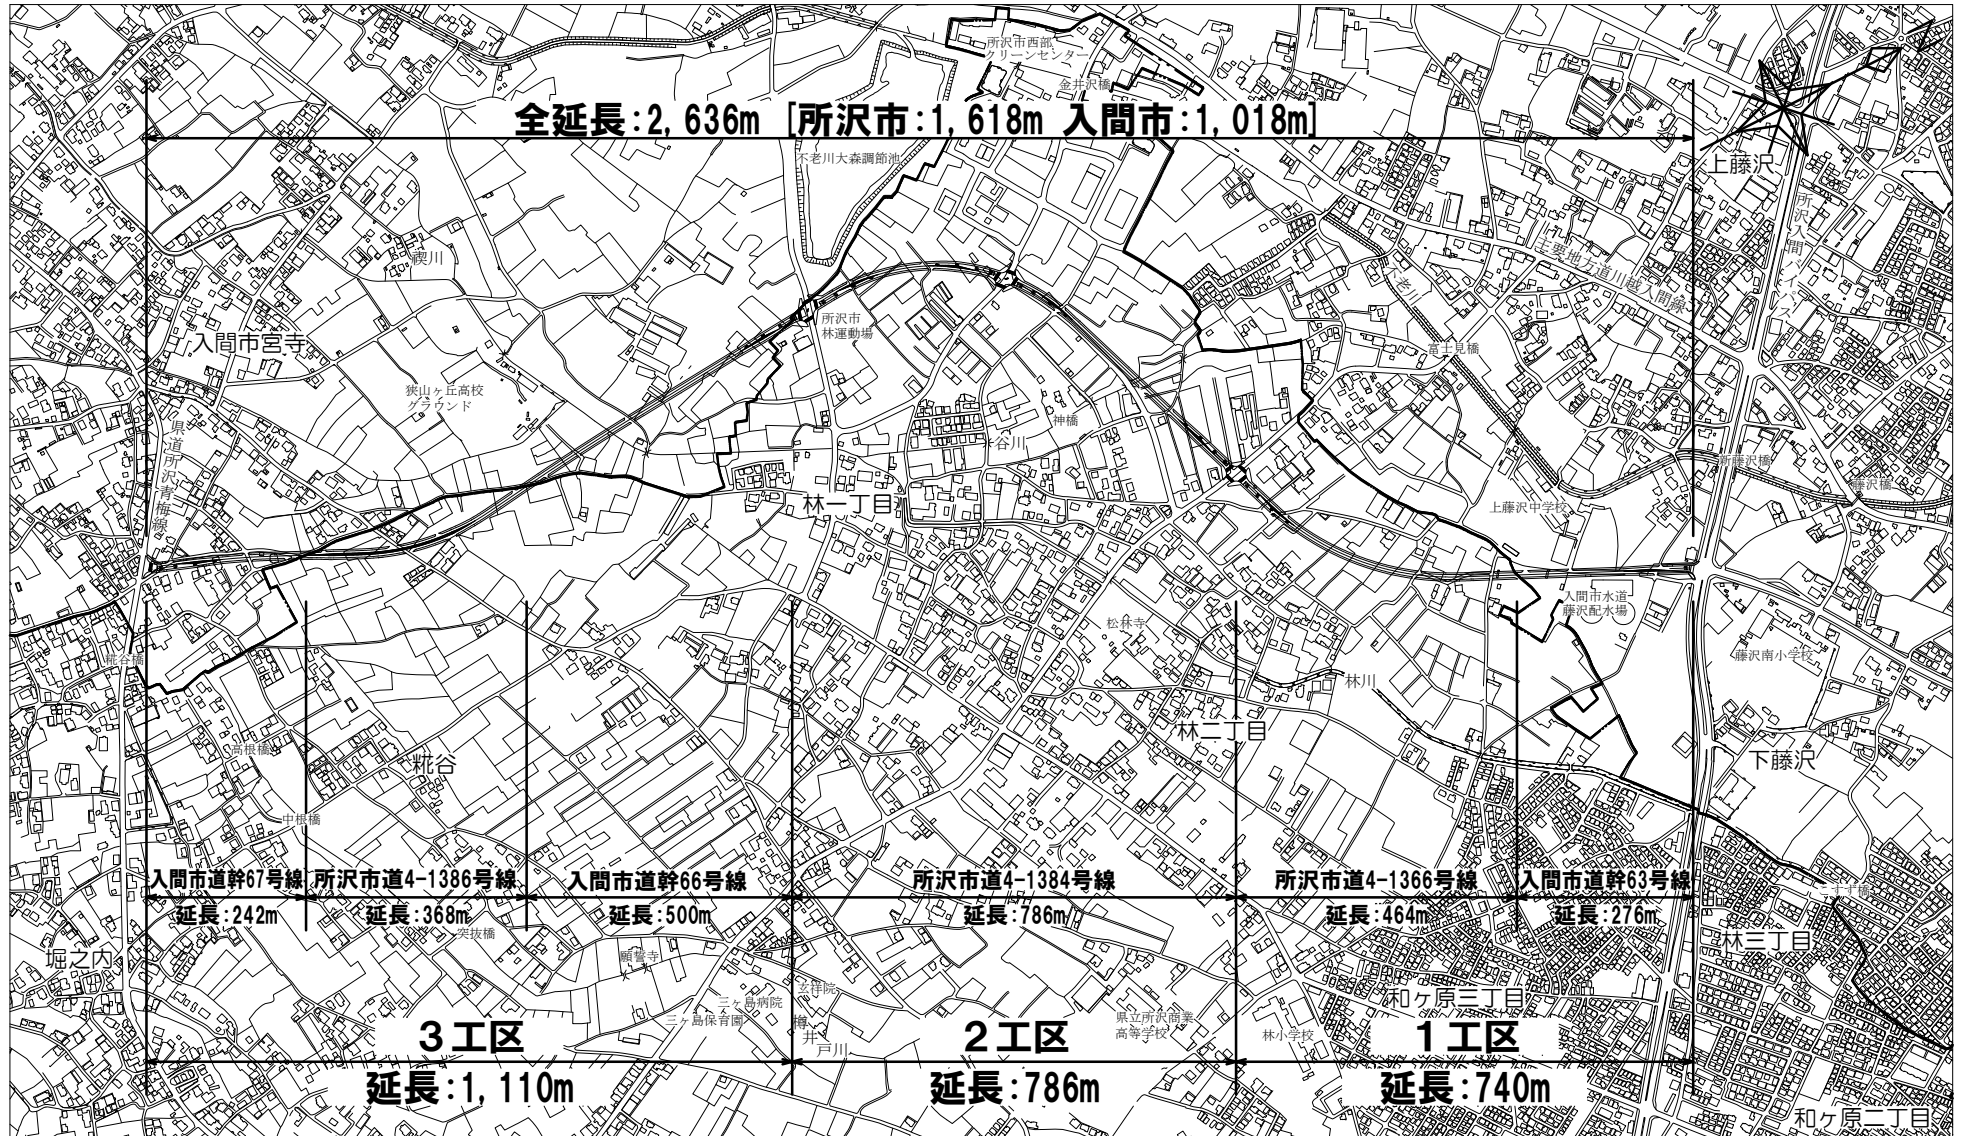 所沢市西部
クリーンセンター
金井沢橋
全延長:2,636m [所沢市:1,618m 入間市:1,018m]
不老川大森調節池
上藤沢
所沢入間バイパス
主要地方道川越入間線
不老川
禊川
所沢市
林運動場
入間市宮寺
富士見橋
狭山ヶ丘高校
グラウンド
神橋
谷川
県道所沢青梅線
新藤沢橋
藤沢橋
林一丁目
上藤沢中学校
入間市水道
藤沢配水場
松林寺
藤沢南小学校
糀谷橋
林川
林二丁目
高根橋
糀谷
下藤沢
中根橋
入間市道幹67号線
所沢市道4-1386号線
入間市道幹66号線
所沢市道4-1384号線
所沢市道4-1366号線
入間市道幹63号線
こすず橋
延長:242m
延長:368m
延長:500m
延長:786m
延長:464m
延長:276m
突抜橋
堀之内
願誓寺
林三丁目
玄祥院
三ヶ島病院
和ヶ原三丁目
三ヶ島保育園
樽井戸川
県立所沢商業
高等学校
林小学校
3工区
2工区
1工区
延長:1,110m
延長:786m
延長:740m
和ヶ原二丁目